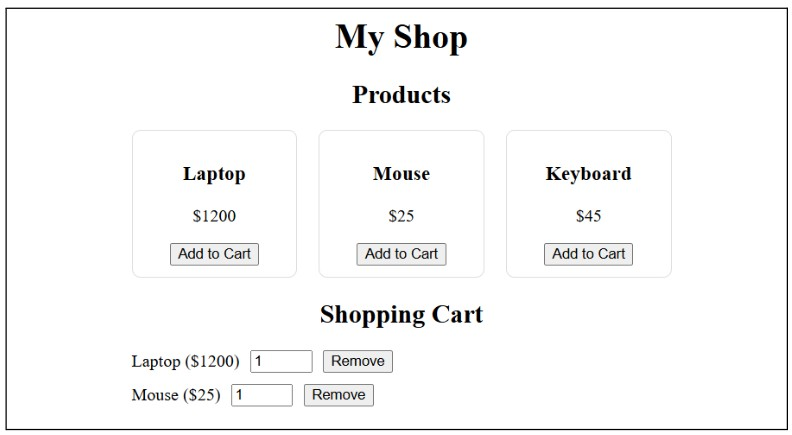 My Shop
Products
Laptop Mouse Keyboard
$1200 $25 $45
Add to Cart Add to Cart Add to Cart
Shopping Cart
Laptop ($1200) 1 Remove
Mouse ($25) 1 Remove